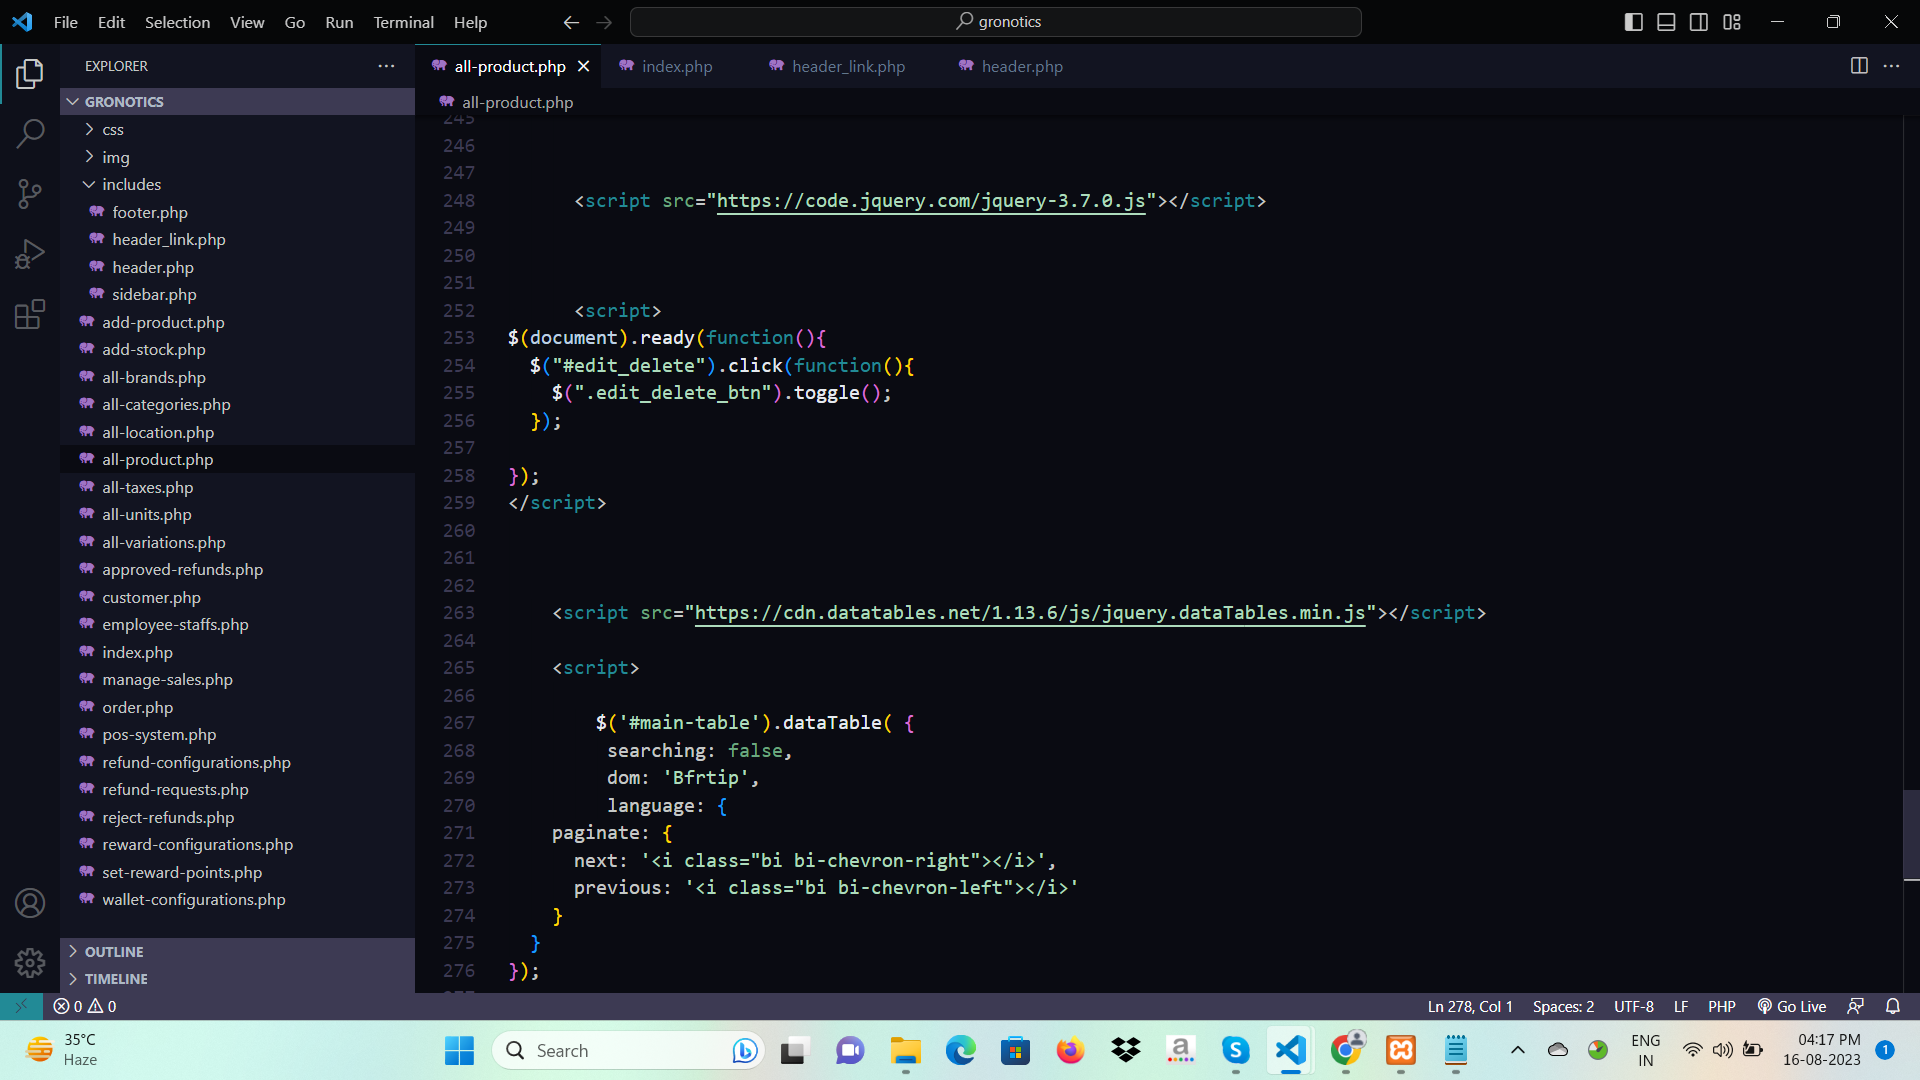 File Edit Selection View Go Run Terminal Help
gronotics
EXPLORER
GRONOTICS
css
img
includes
footer.php
header_link.php
header.php
sidebar.php
add-product.php
add-stock.php
all-brands.php
all-categories.php
all-location.php
all-product.php
all-taxes.php
all-units.php
all-variations.php
approved-refunds.php
customer.php
employee-staffs.php
index.php
manage-sales.php
order.php
pos-system.php
refund-configurations.php
refund-requests.php
reject-refunds.php
reward-configurations.php
set-reward-points.php
wallet-configurations.php
OUTLINE
TIMELINE
all-product.php index.php header_link.php header.php
all-product.php
245
246
247
248 <script src="https://code.jquery.com/jquery-3.7.0.js"></script>
249
250
251
252 <script>
253 $(document).ready(function(){
254 $("#edit_delete").click(function(){
255 $(".edit_delete_btn").toggle();
256 });
257
258 });
259 </script>
260
261
262
263 <script src="https://cdn.datatables.net/1.13.6/js/jquery.dataTables.min.js"></script>
264
265 <script>
266
267 $('#main-table').dataTable( {
268 searching: false,
269 dom: 'Bfrtip',
270 language: {
271 paginate: {
272 next: '<i class="bi bi-chevron-right"></i>',
273 previous: '<i class="bi bi-chevron-left"></i>'
274 }
275 }
276 });
0 0
Ln 278, Col 1 Spaces: 2 UTF-8 LF PHP Go Live
35°C
Haze
Search
a
ENG
IN
04:17 PM
16-08-2023
1